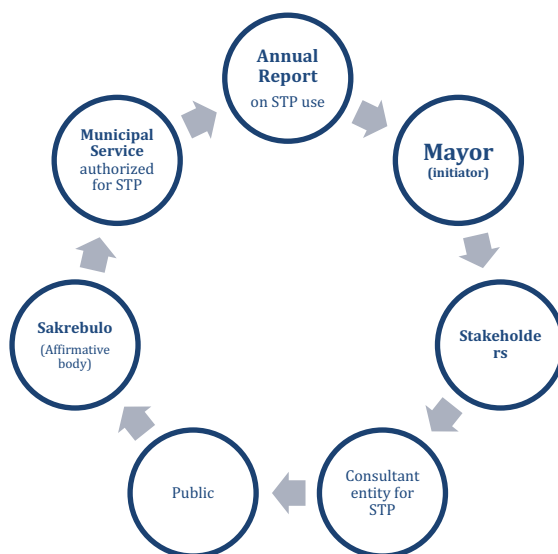 Annual
Report
on STP use
Mayor
(initiator)
Stakeholde
rs
Consultant
entity for
STP
Public
Sakrebulo
(Affirmative
body)
Municipal
Service
authorized
for STP